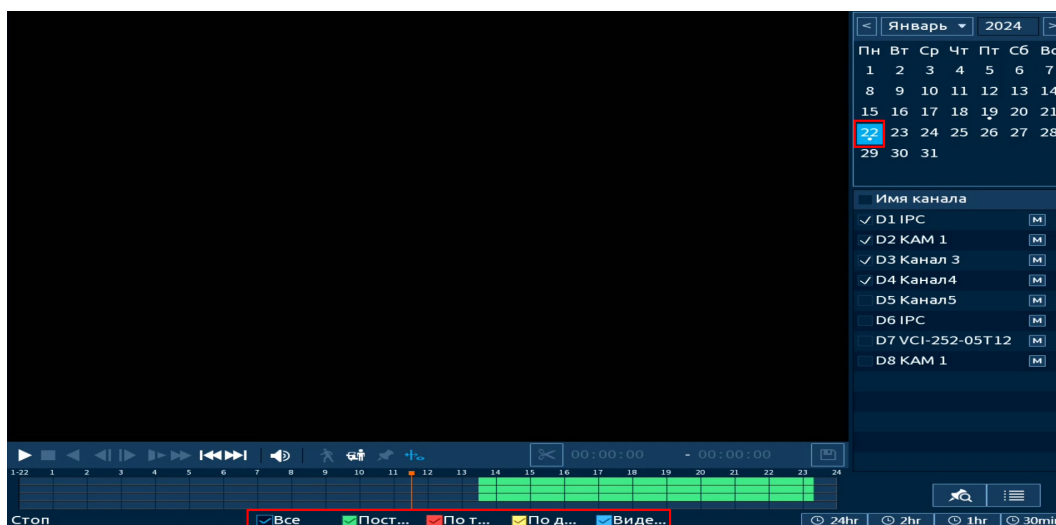 < Январь 2024 >
Пн Вт Ср Чт Пт Сб Вс
1 2 3 4 5 6 7
8 9 10 11 12 13 14
15 16 17 18 19 20 21
22 23 24 25 26 27 28
29 30 31
Имя канала
D1 IPC M
D2 КАМ 1 M
D3 Канал 3 M
D4 Канал4 M
D5 Канал5 M
D6 IPC M
D7 VCI-252-05T12 M
D8 КАМ 1 M
00:00:00 - 00:00:00
1-22 1 2 3 4 5 6 7 8 9 10 11 12 13 14 15 16 17 18 19 20 21 22 23 24
Стоп Все Пост... По т... По д... Виде... 24hr 2hr 1hr 30mi